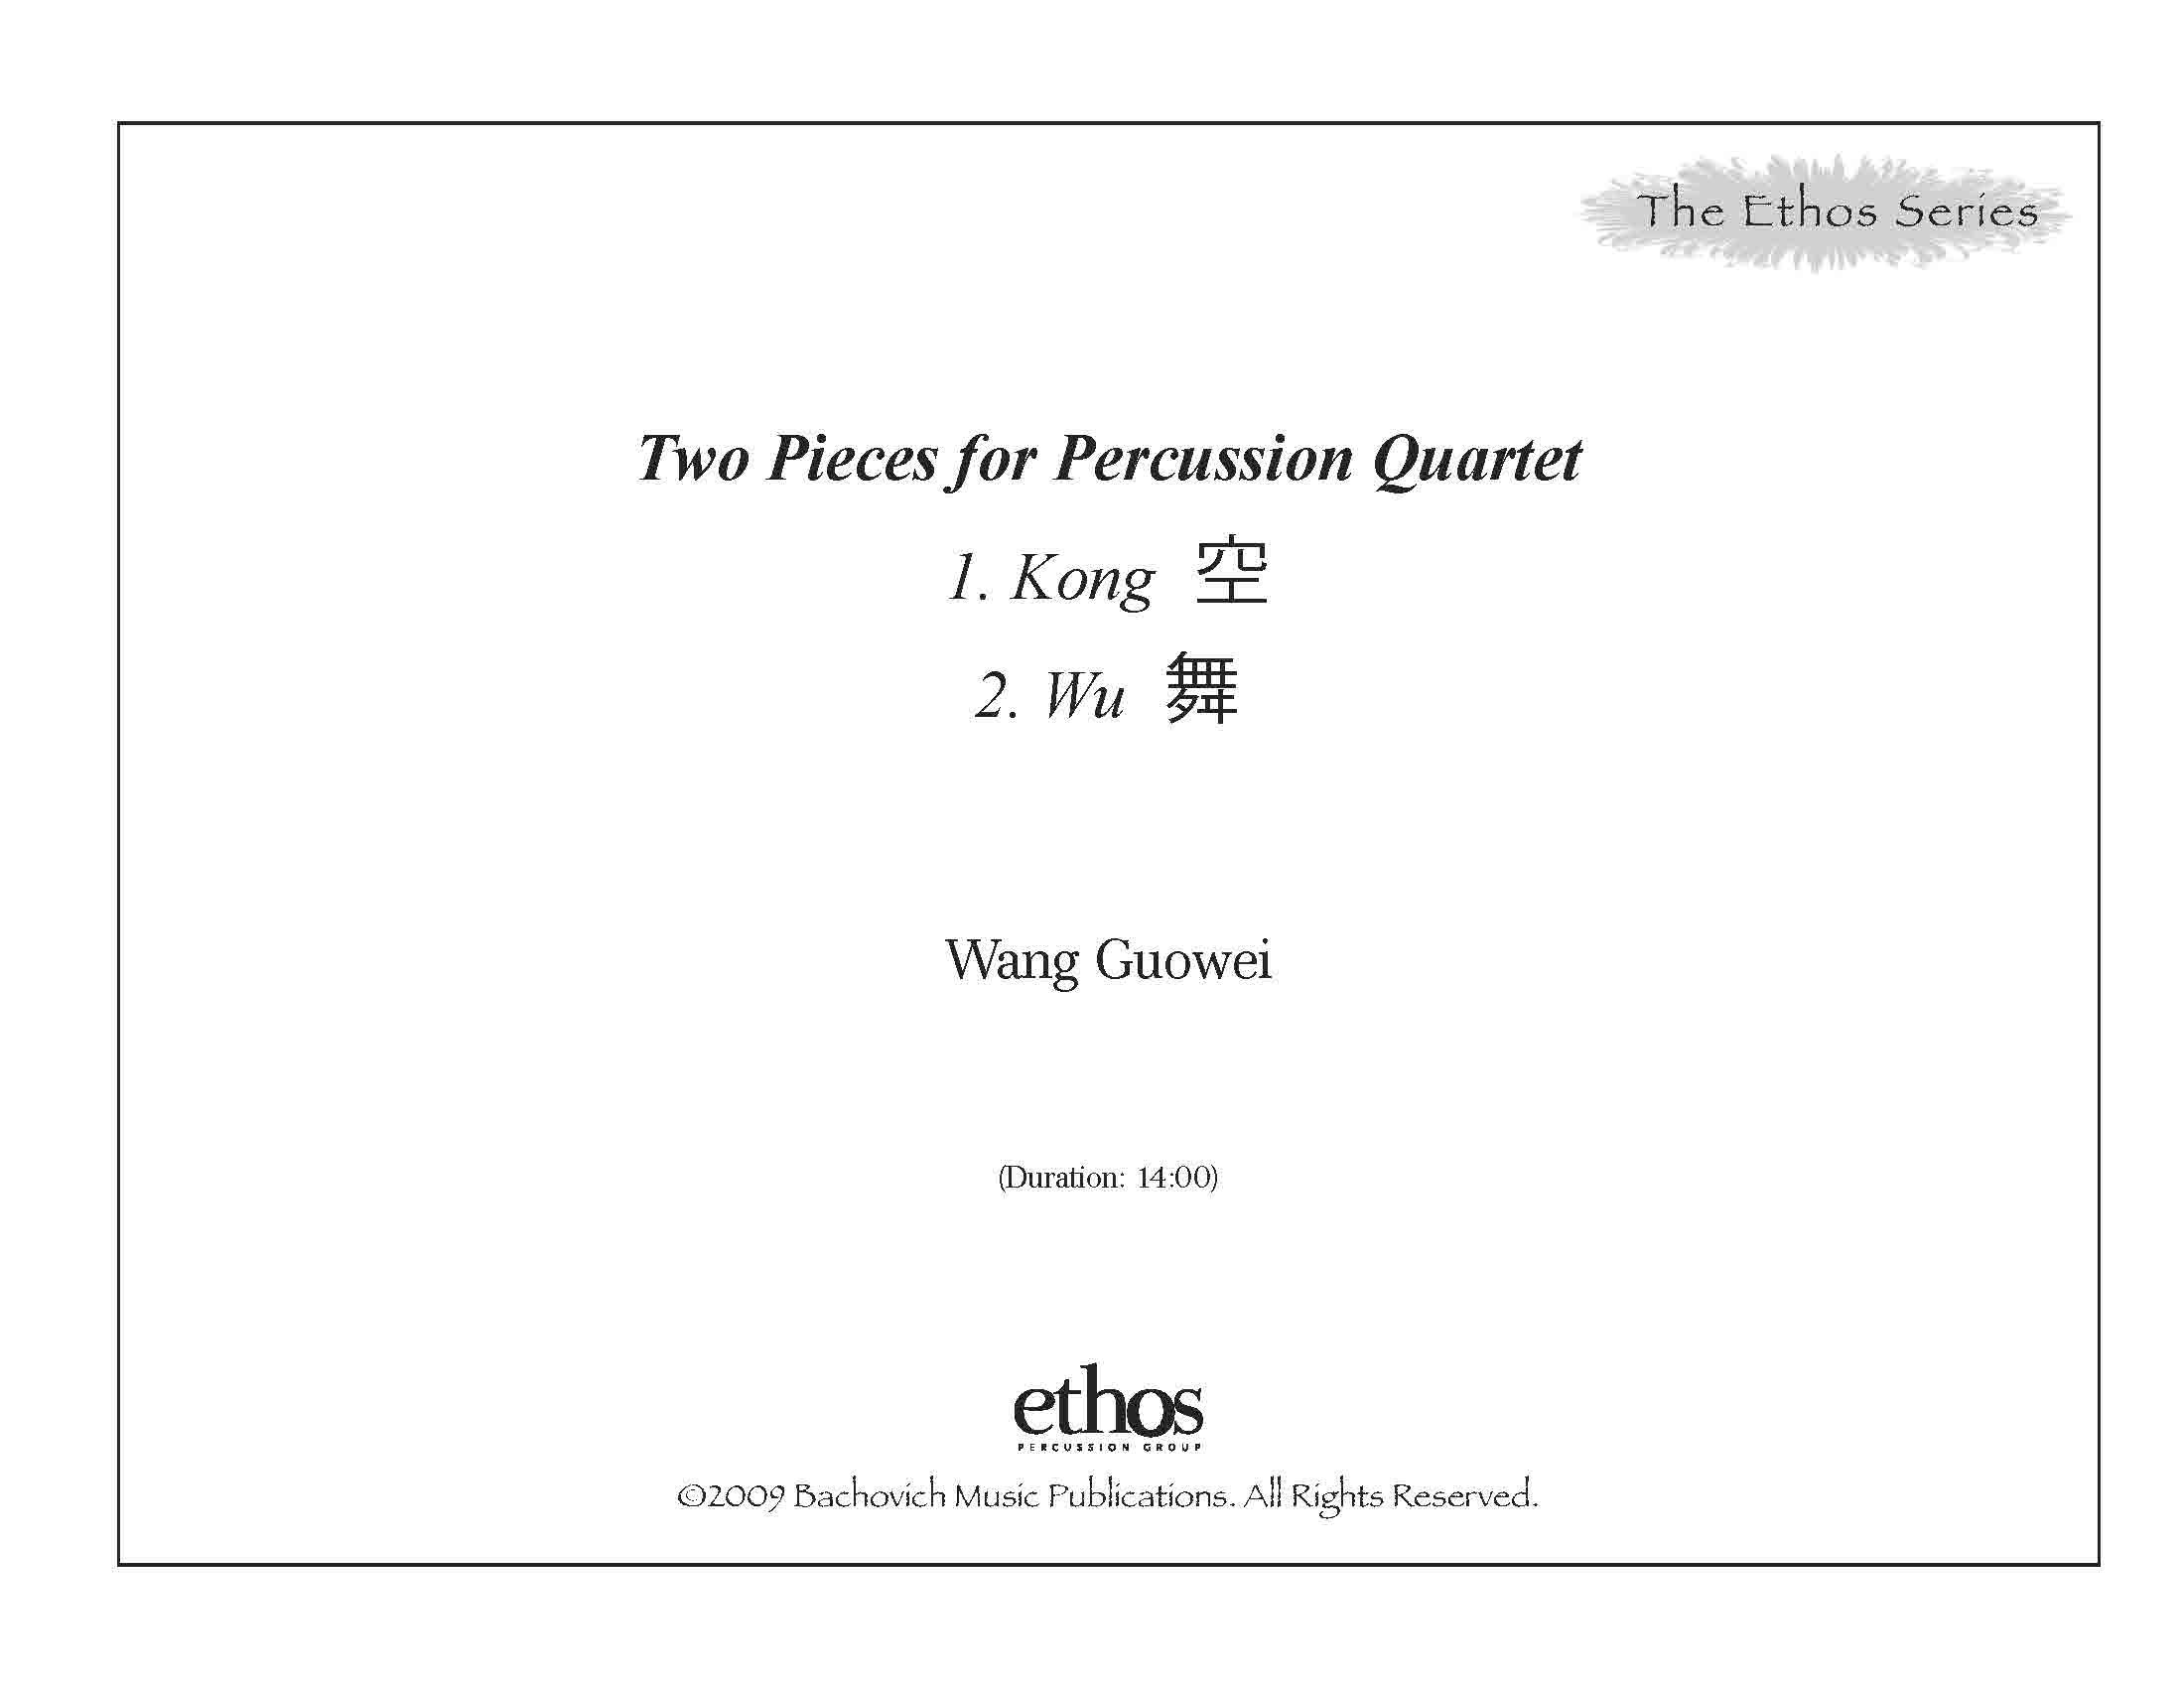 The Ethos Series
Two Pieces for Percussion Quartet
1. Kong 空
2. Wu 舞
Wang Guowei
(Duration: 14:00)
ethos
PERCUSSION GROUP
©2009 Bachovich Music Publications. All Rights Reserved.